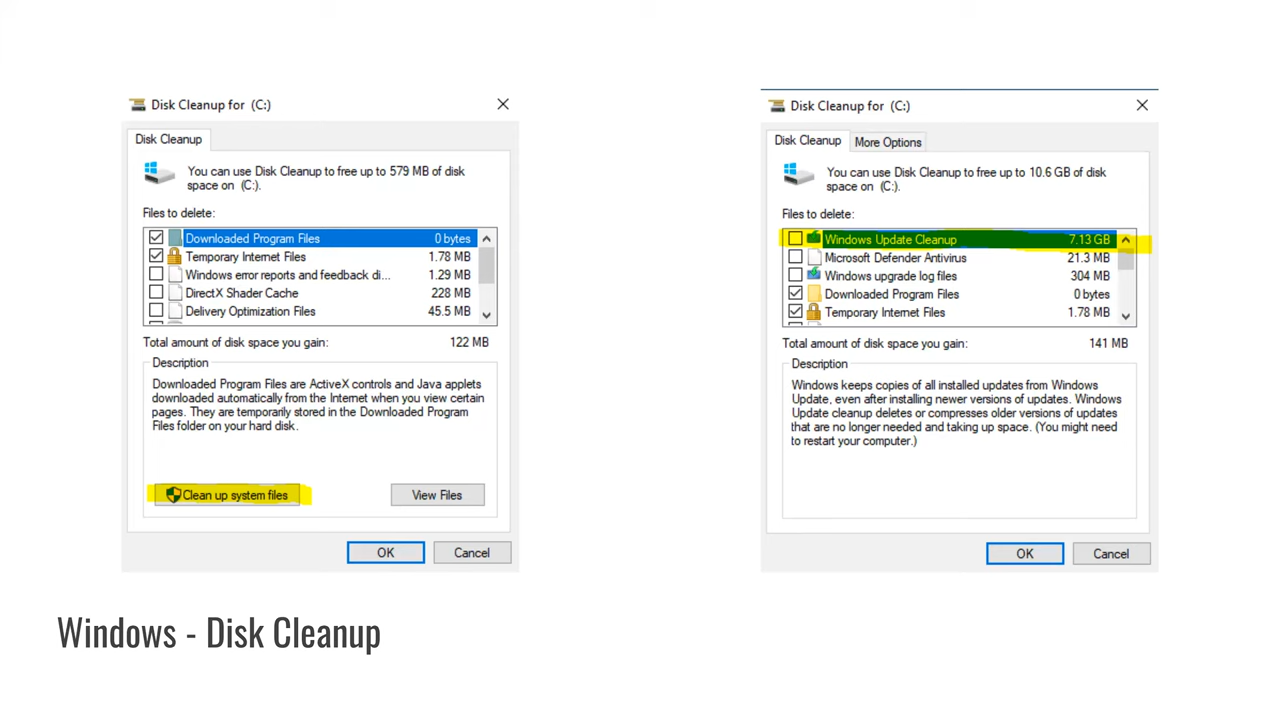 Disk Cleanup for (C:)
Disk Cleanup
You can use Disk Cleanup to free up to 579 MB of disk
space on (C:).
Files to delete:
Downloaded Program Files 0 bytes
Temporary Internet Files 1.78 MB
Windows error reports and feedback di... 1.29 MB
DirectX Shader Cache 228 MB
Delivery Optimization Files 45.5 MB
Total amount of disk space you gain: 122 MB
Description
Downloaded Program Files are ActiveX controls and Java applets
downloaded automatically from the Internet when you view certain
pages. They are temporarily stored in the Downloaded Program
Files folder on your hard disk.
Clean up system files View Files
OK Cancel
Disk Cleanup for (C:)
Disk Cleanup More Options
You can use Disk Cleanup to free up to 10.6 GB of disk
space on (C:).
Files to delete:
Windows Update Cleanup 7.13 GB
Microsoft Defender Antivirus 21.3 MB
Windows upgrade log files 304 MB
Downloaded Program Files 0 bytes
Temporary Internet Files 1.78 MB
Total amount of disk space you gain: 141 MB
Description
Windows keeps copies of all installed updates from Windows
Update, even after installing newer versions of updates. Windows
Update cleanup deletes or compresses older versions of updates
that are no longer needed and taking up space. (You might need
to restart your computer.)
OK Cancel
Windows - Disk Cleanup